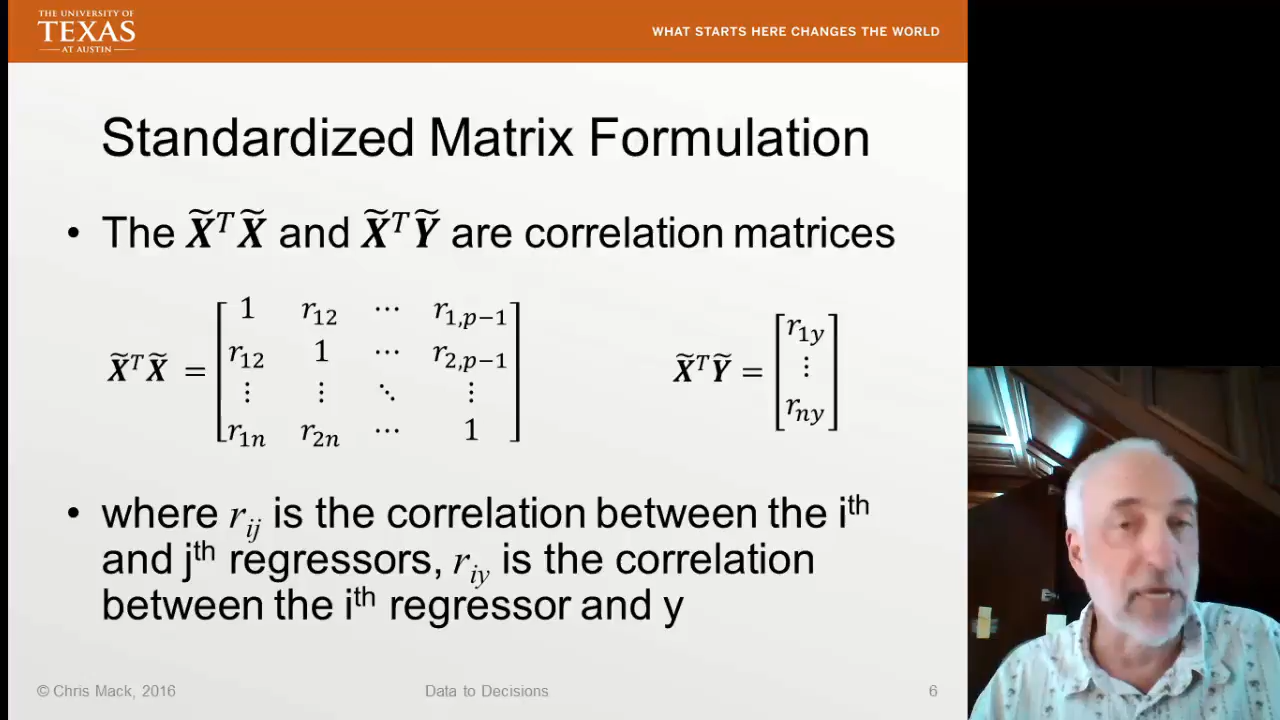 THE UNIVERSITY OF
TEXAS
AT AUSTIN
WHAT STARTS HERE CHANGES THE WORLD
Standardized Matrix Formulation
• The X̃ᵀX̃ and X̃ᵀỸ are correlation matrices
X̃ᵀX̃ = [1 r₁₂ ⋯ r₁,ₚ₋₁
r₁₂ 1 ⋯ r₂,ₚ₋₁
⋮ ⋮ ⋱ ⋮
r₁ₙ r₂ₙ ⋯ 1]
X̃ᵀỸ = [r₁y
⋮
rₙy]
• where rᵢⱼ is the correlation between the iᵗʰ
and jᵗʰ regressors, rᵢy is the correlation
between the iᵗʰ regressor and y
© Chris Mack, 2016
Data to Decisions
6